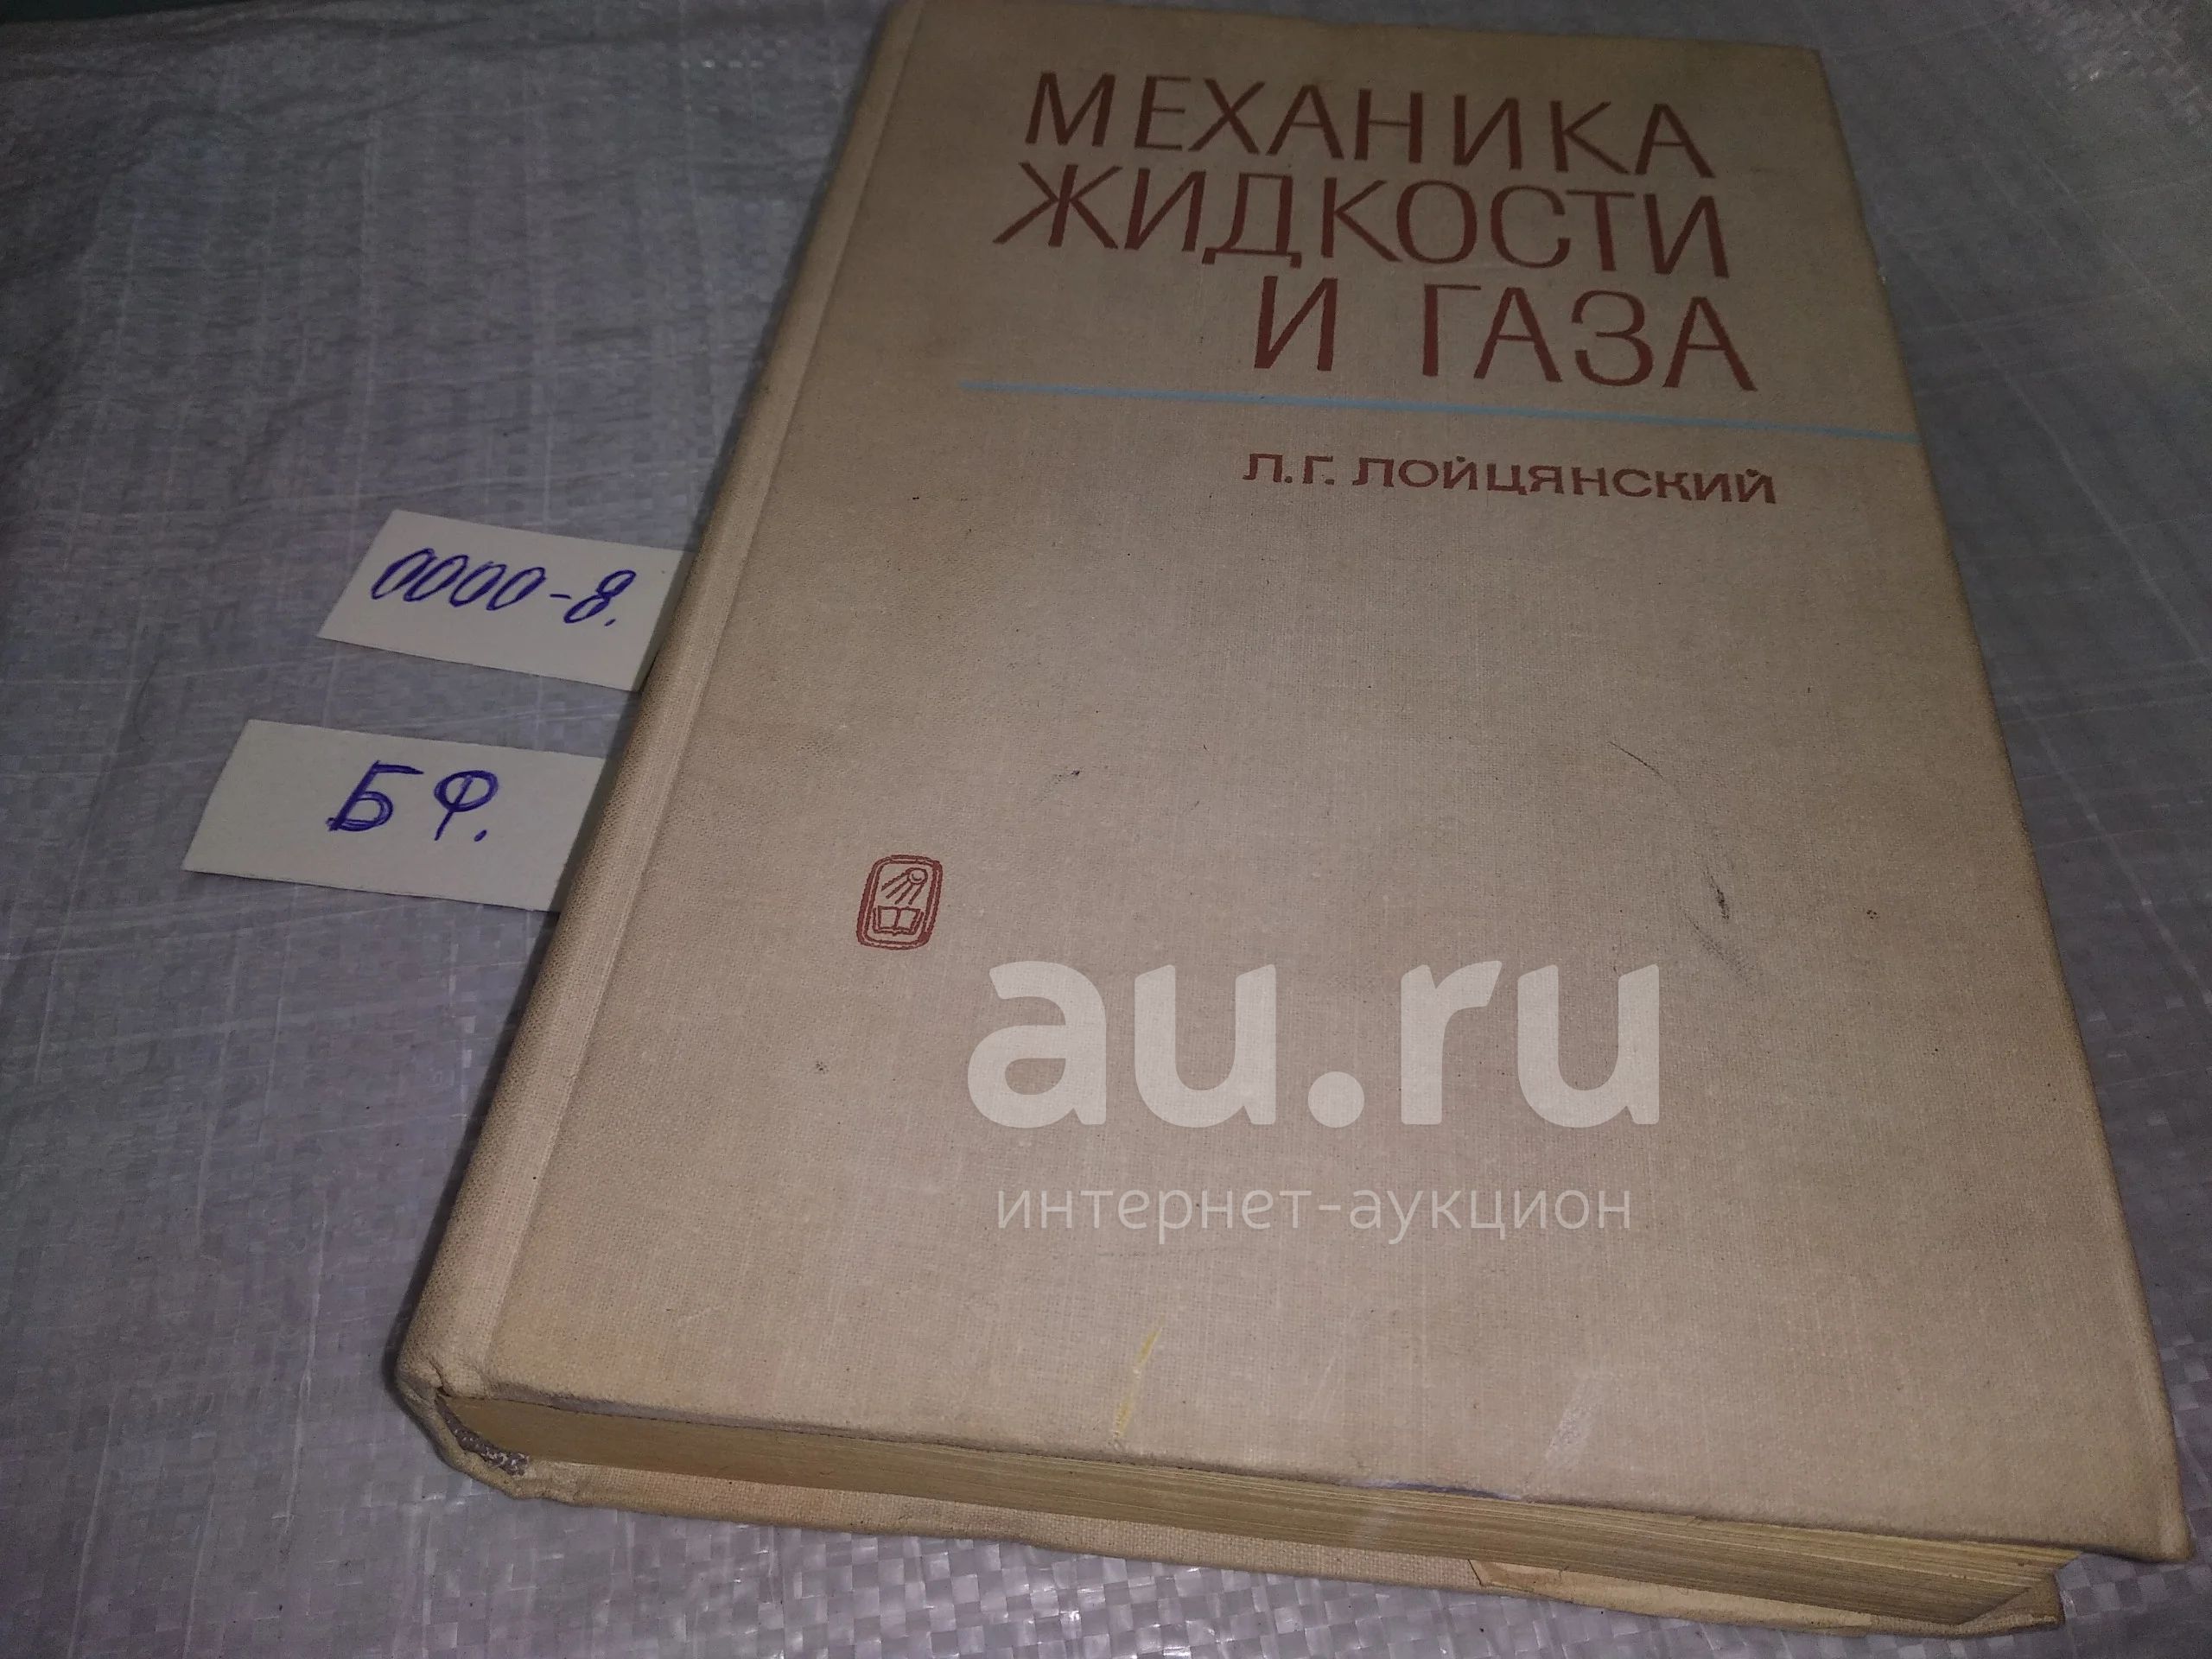 МЕХАНИКА
ЖИДКОСТИ
И ГАЗА
Л.Г. ЛОЙЦЯНСКИЙ
0000-8.
БФ.
au.ru
интернет-аукцион